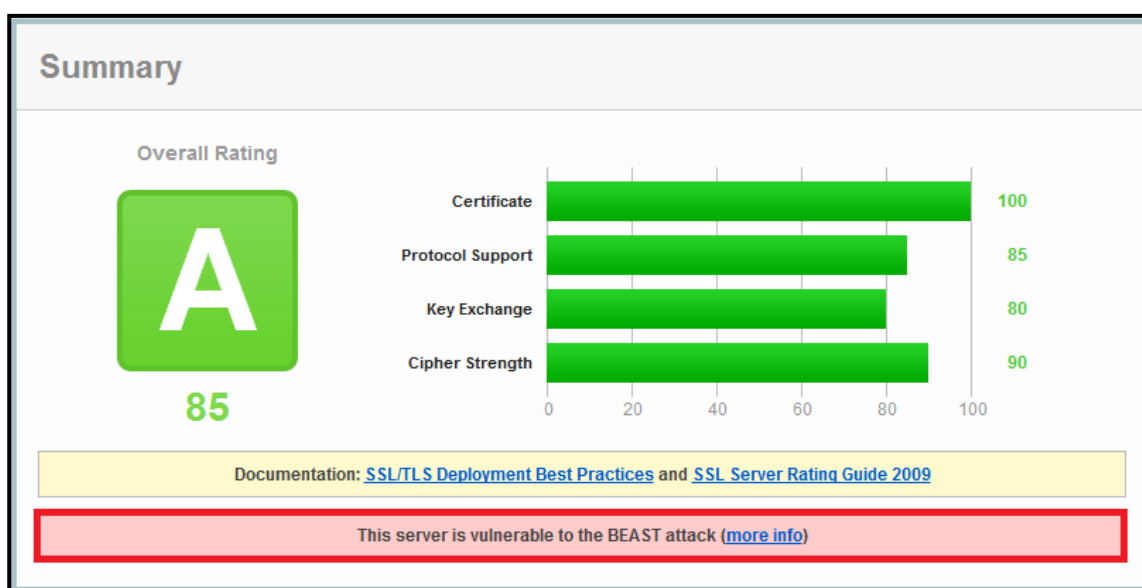 Summary
Overall Rating
A
85
Certificate 100
Protocol Support 85
Key Exchange 80
Cipher Strength 90
0 20 40 60 80 100
Documentation: SSL/TLS Deployment Best Practices and SSL Server Rating Guide 2009
This server is vulnerable to the BEAST attack (more info)